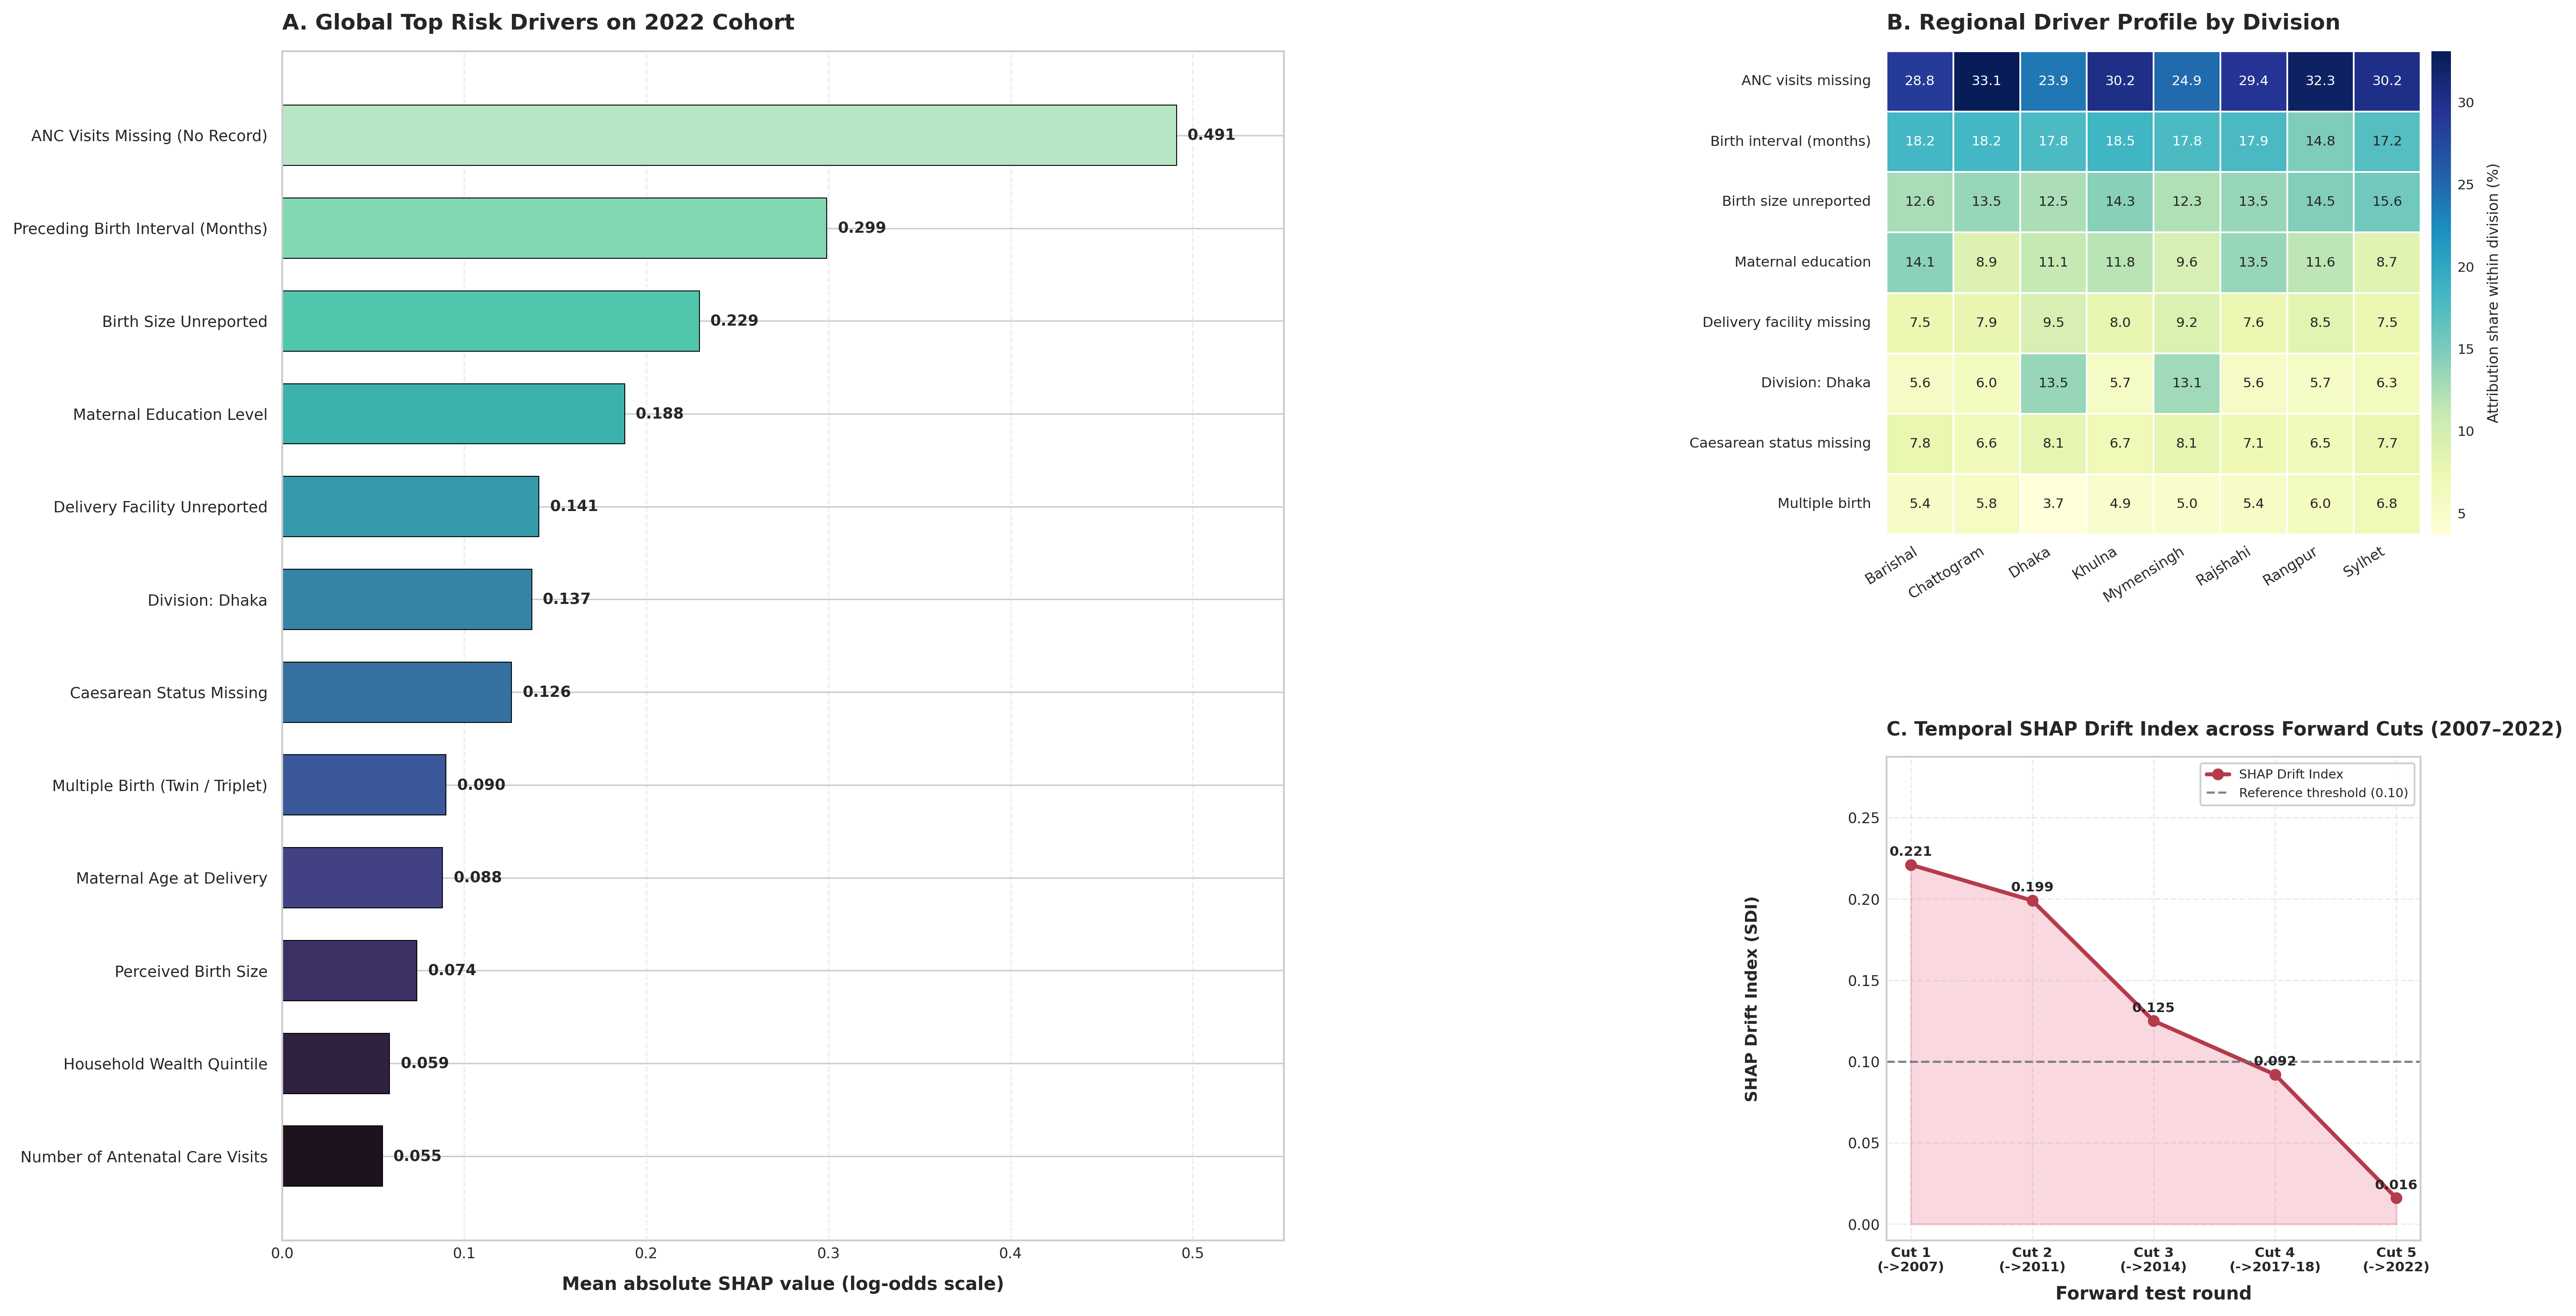 A. Global Top Risk Drivers on 2022 Cohort
ANC Visits Missing (No Record)
0.491
Preceding Birth Interval (Months)
0.299
Birth Size Unreported
0.229
Maternal Education Level
0.188
Delivery Facility Unreported
0.141
Division: Dhaka
0.137
Caesarean Status Missing
0.126
Multiple Birth (Twin / Triplet)
0.090
Maternal Age at Delivery
0.088
Perceived Birth Size
0.074
Household Wealth Quintile
0.059
Number of Antenatal Care Visits
0.055
0.0 0.1 0.2 0.3 0.4 0.5
Mean absolute SHAP value (log-odds scale)
B. Regional Driver Profile by Division
ANC visits missing 28.8 33.1 23.9 30.2 24.9 29.4 32.3 30.2
Birth interval (months) 18.2 18.2 17.8 18.5 17.8 17.9 14.8 17.2
Birth size unreported 12.6 13.5 12.5 14.3 12.3 13.5 14.5 15.6
Maternal education 14.1 8.9 11.1 11.8 9.6 13.5 11.6 8.7
Delivery facility missing 7.5 7.9 9.5 8.0 9.2 7.6 8.5 7.5
Division: Dhaka 5.6 6.0 13.5 5.7 13.1 5.6 5.7 6.3
Caesarean status missing 7.8 6.6 8.1 6.7 8.1 7.1 6.5 7.7
Multiple birth 5.4 5.8 3.7 4.9 5.0 5.4 6.0 6.8
Barishal Chattogram Dhaka Khulna Mymensingh Rajshahi Rangpur Sylhet
30
25
20
15
10
5
Attribution share within division (%)
C. Temporal SHAP Drift Index across Forward Cuts (2007–2022)
SHAP Drift Index
Reference threshold (0.10)
SHAP Drift Index (SDI)
0.25
0.20
0.15
0.10
0.05
0.00
0.221
0.199
0.125
0.092
0.016
Cut 1 Cut 2 Cut 3 Cut 4 Cut 5
(->2007) (->2011) (->2014) (->2017-18) (->2022)
Forward test round